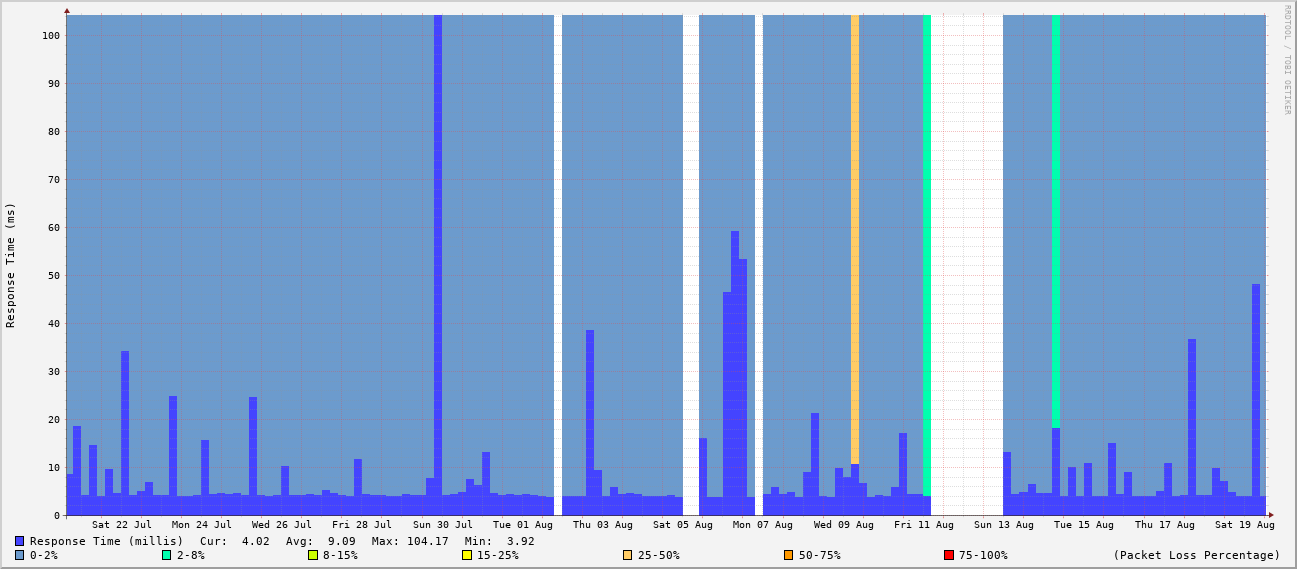 RRDTOOL / TOBI OETIKER
Response Time (ms)
100
90
80
70
60
50
40
30
20
10
0
Sat 22 Jul Mon 24 Jul Wed 26 Jul Fri 28 Jul Sun 30 Jul Tue 01 Aug Thu 03 Aug Sat 05 Aug Mon 07 Aug Wed 09 Aug Fri 11 Aug Sun 13 Aug Tue 15 Aug Thu 17 Aug Sat 19 Aug
Response Time (millis) Cur: 4.02 Avg: 9.09 Max: 104.17 Min: 3.92
0-2% 2-8% 8-15% 15-25% 25-50% 50-75% 75-100% (Packet Loss Percentage)